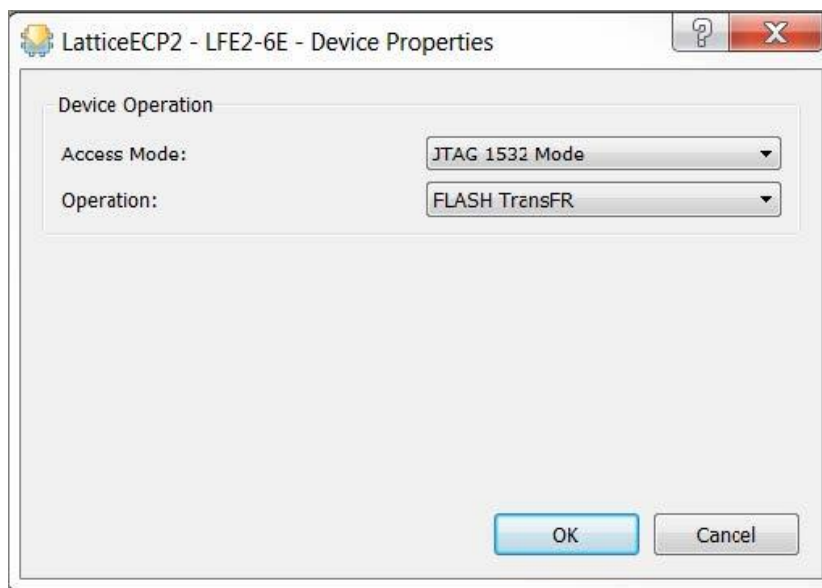 LatticeECP2 - LFE2-6E - Device Properties
Device Operation
Access Mode: JTAG 1532 Mode
Operation: FLASH TransFR
OK Cancel